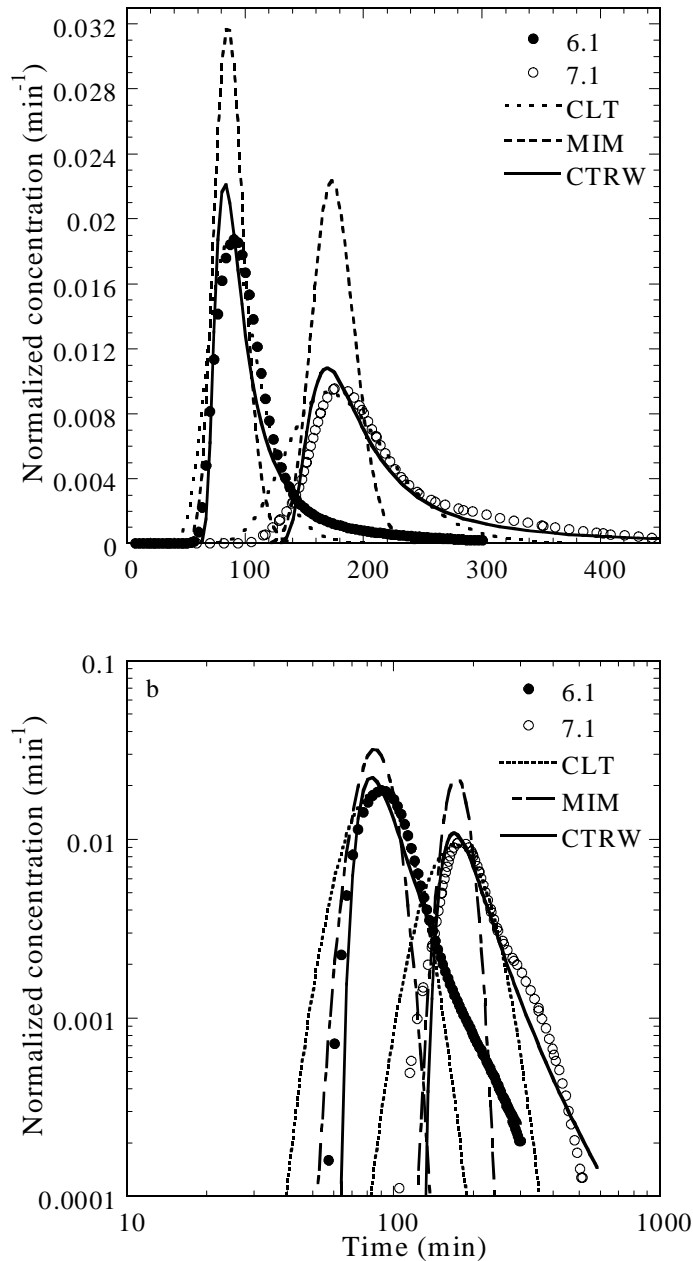 0.032
0.028
0.024
0.02
0.016
0.012
0.008
0.004
0
Normalized concentration (min-1)
6.1
7.1
CLT
MIM
CTRW
0 100 200 300 400
0.1
0.01
0.001
0.0001
Normalized concentration (min-1)
b
6.1
7.1
CLT
MIM
CTRW
10 100 1000
Time (min)